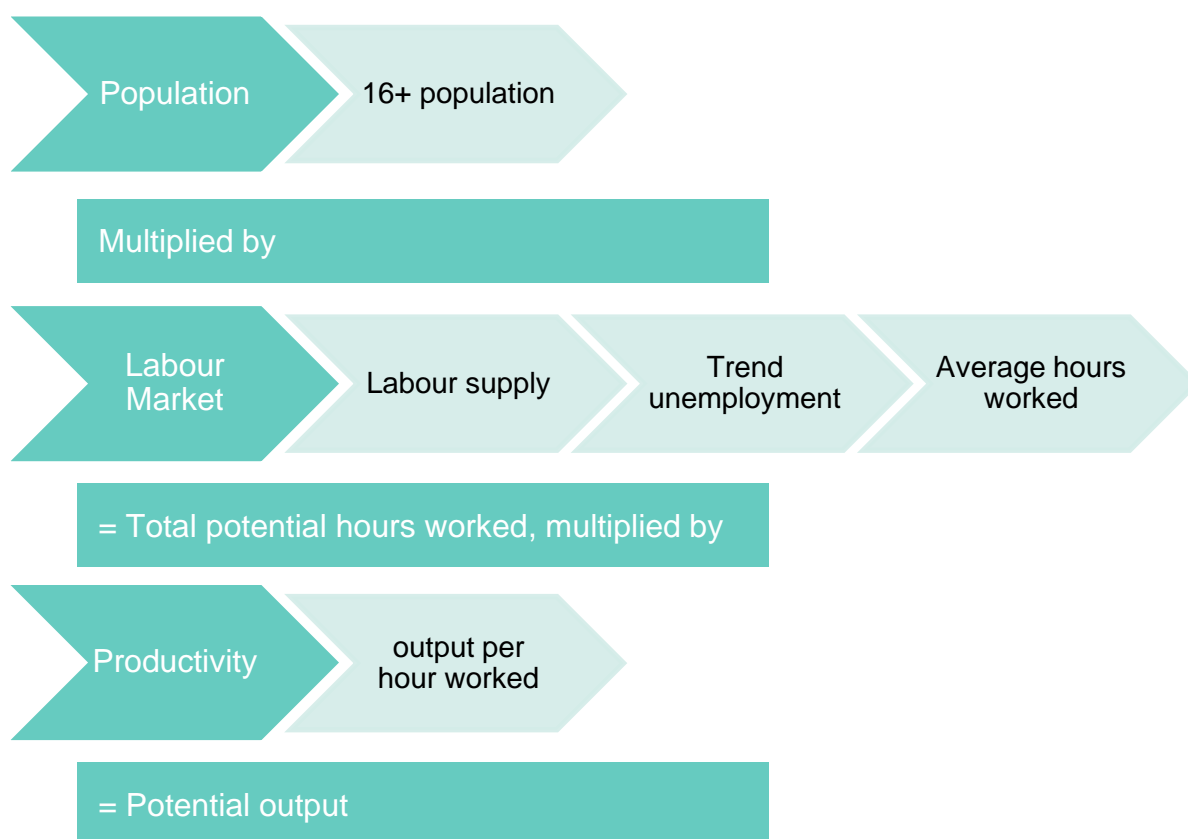 Population
16+ population
Multiplied by
Labour
Market
Labour supply
Trend
unemployment
Average hours
worked
= Total potential hours worked, multiplied by
Productivity
output per
hour worked
= Potential output